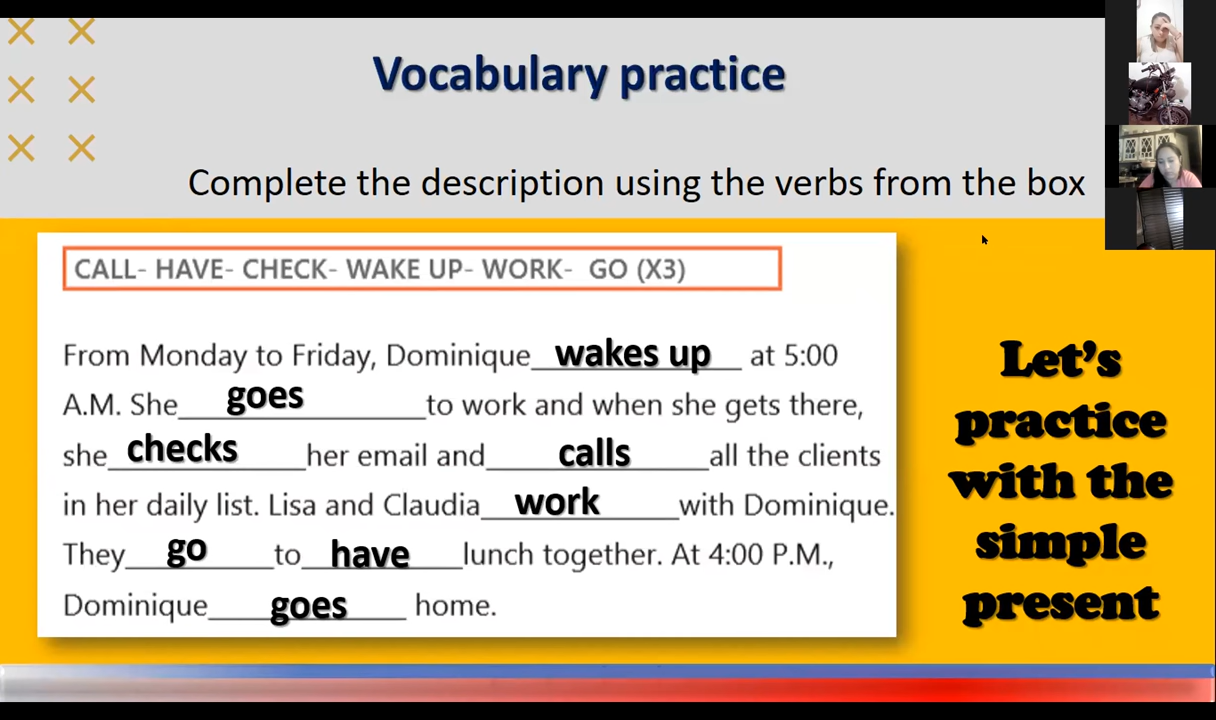 Vocabulary practice
Complete the description using the verbs from the box
CALL- HAVE- CHECK- WAKE UP- WORK-  GO (X3)
From Monday to Friday, Dominique wakes up at 5:00
A.M. She goes to work and when she gets there,
she checks her email and calls all the clients
in her daily list. Lisa and Claudia work with Dominique.
They go to have lunch together. At 4:00 P.M.,
Dominique goes home.
Let's
practice
with the
simple
present